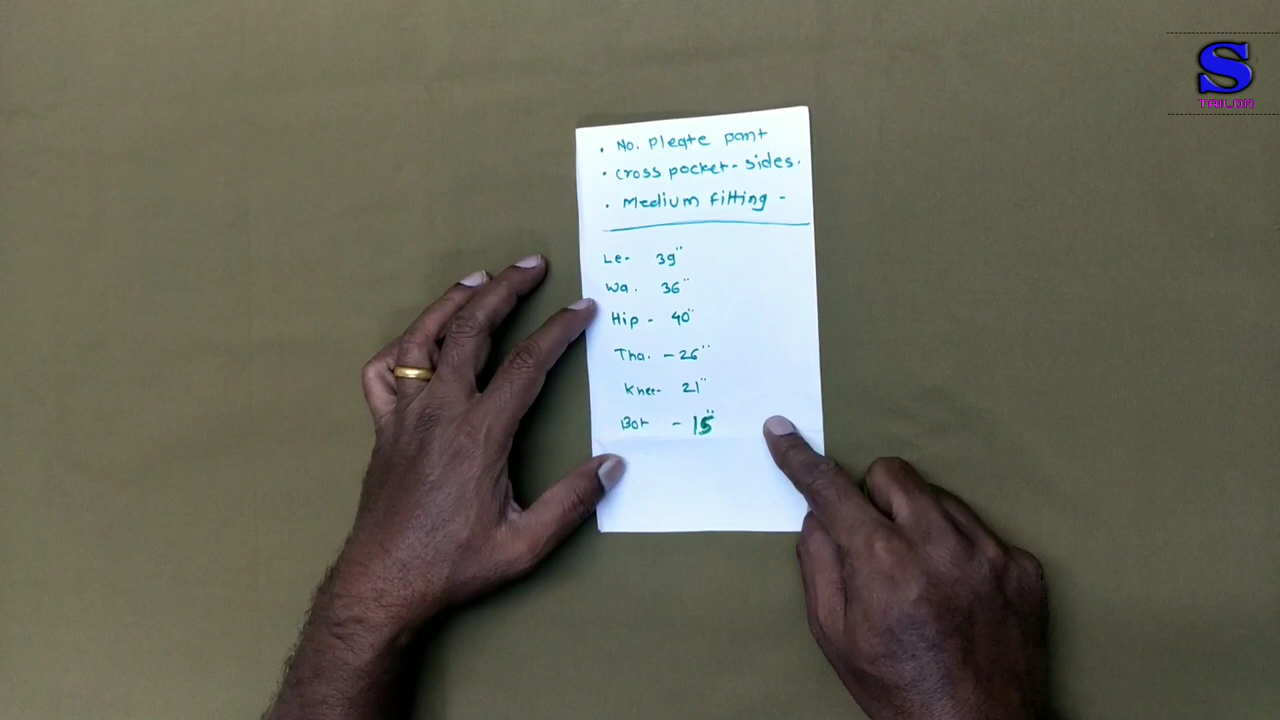 S
TAILOR
• No. Pleate pant
• cross pocket - sides.
• Medium fitting -
Le- 39"
Wa. 36"
Hip - 40"
Tha. - 26"
Knee- 21"
Bot - 15"